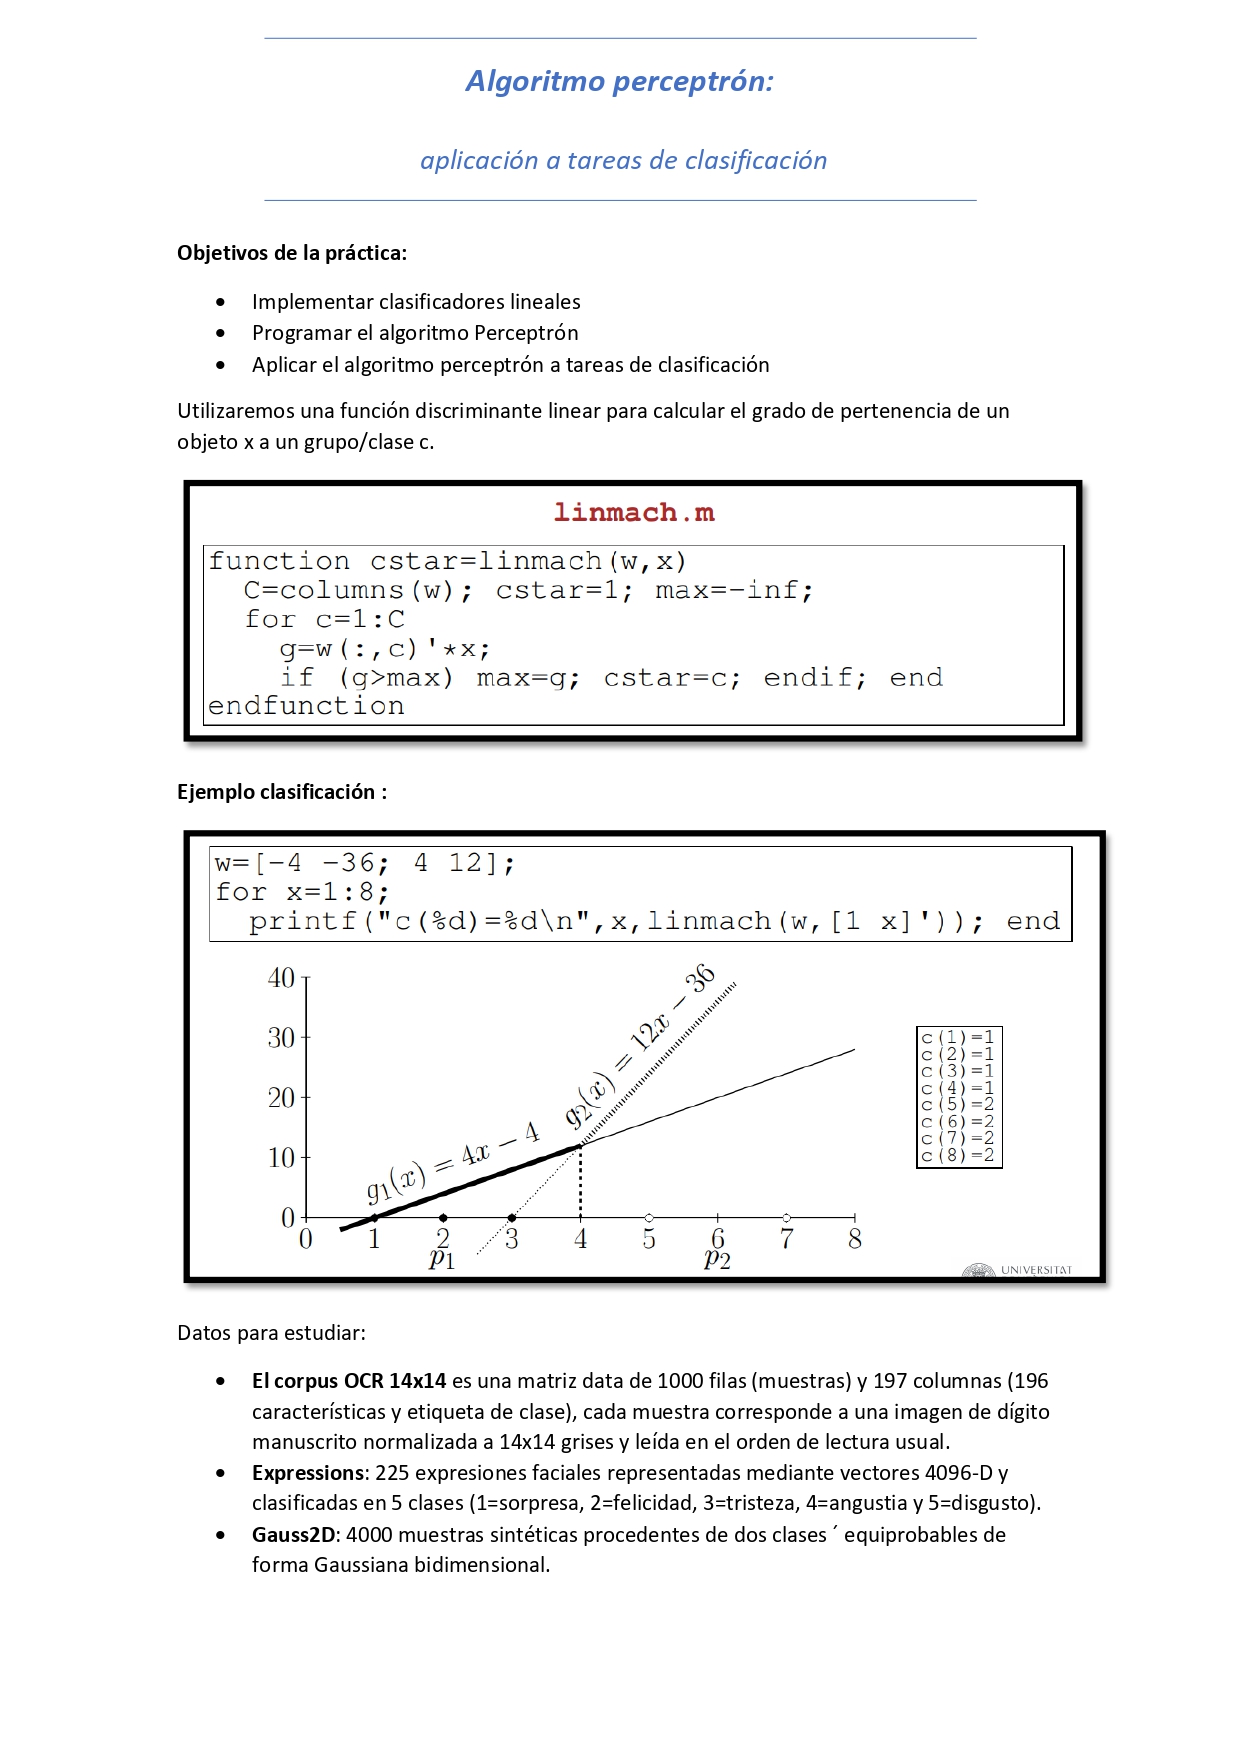 Algoritmo perceptrón:
aplicación a tareas de clasificación
Objetivos de la práctica:
• Implementar clasificadores lineales
• Programar el algoritmo Perceptrón
• Aplicar el algoritmo perceptrón a tareas de clasificación
Utilizaremos una función discriminante linear para calcular el grado de pertenencia de un
objeto x a un grupo/clase c.
linmach.m
function cstar=linmach(w,x)
C=columns(w); cstar=1; max=-inf;
for c=1:C
g=w(:,c)'*x;
if (g>max) max=g; cstar=c; endif; end
endfunction
Ejemplo clasificación :
w=[-4 -36; 4 12];
for x=1:8;
printf("c(%d)=%d\n",x,linmach(w,[1 x]')); end
40
30
20
10
0
g1(x) = 4x − 4
g2(x) = 12x − 36
0 1 2 3 4 5 6 7 8
p1 p2
c(1)=1
c(2)=1
c(3)=1
c(4)=1
c(5)=2
c(6)=2
c(7)=2
c(8)=2
UNIVERSITAT
Datos para estudiar:
• El corpus OCR 14x14 es una matriz data de 1000 filas (muestras) y 197 columnas (196
características y etiqueta de clase), cada muestra corresponde a una imagen de dígito
manuscrito normalizada a 14x14 grises y leída en el orden de lectura usual.
• Expressions: 225 expresiones faciales representadas mediante vectores 4096-D y
clasificadas en 5 clases (1=sorpresa, 2=felicidad, 3=tristeza, 4=angustia y 5=disgusto).
• Gauss2D: 4000 muestras sintéticas procedentes de dos clases ´ equiprobables de
forma Gaussiana bidimensional.